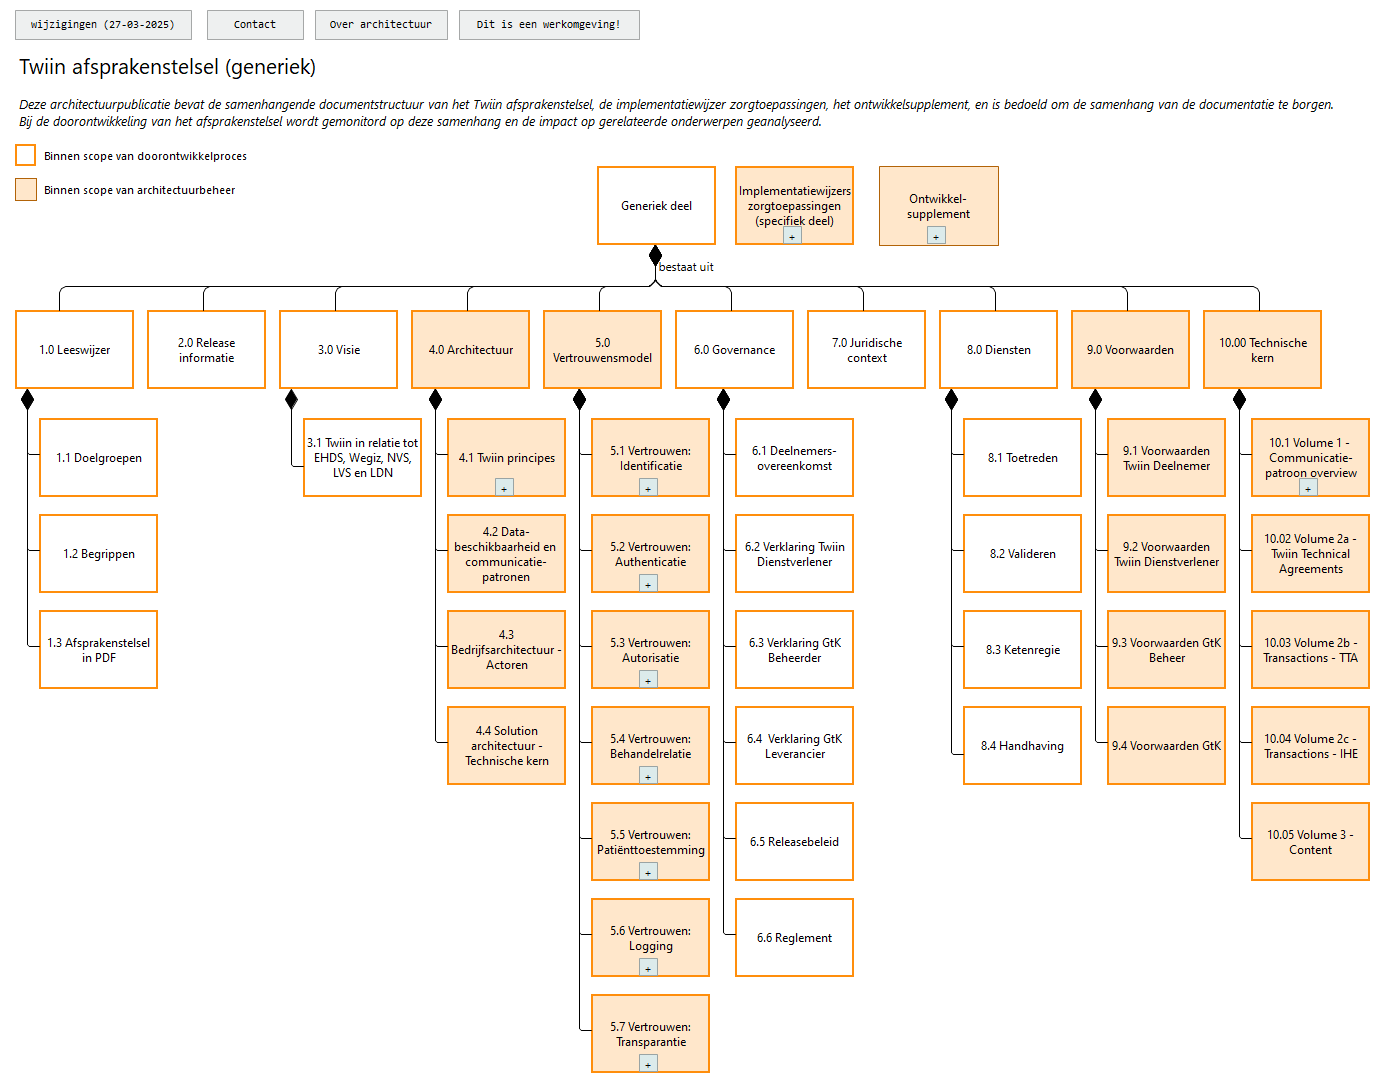 wijzigingen (27-03-2025)
Contact
Over architectuur
Dit is een werkomgeving!
Twiin afsprakenstelsel (generiek)
Deze architectuurpublicatie bevat de samenhangende documentstructuur van het Twiin afsprakenstelsel, de implementatiewijzer zorgtoepassingen, het ontwikkelsupplement, en is bedoeld om de samenhang van de documentatie te borgen.
Bij de doorontwikkeling van het afsprakenstelsel wordt gemonitord op deze samenhang en de impact op gerelateerde onderwerpen geanalyseerd.
Binnen scope van doorontwikkelproces
Binnen scope van architectuurbeheer
Generiek deel
Implementatiewijzers
zorgtoepassingen
(specifiek deel)
+
Ontwikkel-
supplement
+
bestaat uit
1.0 Leeswijzer
2.0 Release
informatie
3.0 Visie
4.0 Architectuur
5.0
Vertrouwensmodel
6.0 Governance
7.0 Juridische
context
8.0 Diensten
9.0 Voorwaarden
10.00 Technische
kern
1.1 Doelgroepen
1.2 Begrippen
1.3 Afsprakenstelsel
in PDF
3.1 Twiin in relatie tot
EHDS, Wegiz, NVS,
LVS en LDN
4.1 Twiin principes
+
4.2 Data-
beschikbaarheid en
communicatie-
patronen
4.3
Bedrijfsarchitectuur -
Actoren
4.4 Solution
architectuur -
Technische kern
5.1 Vertrouwen:
Identificatie
+
5.2 Vertrouwen:
Authenticatie
+
5.3 Vertrouwen:
Autorisatie
+
5.4 Vertrouwen:
Behandelrelatie
+
5.5 Vertrouwen:
Patiënttoestemming
+
5.6 Vertrouwen:
Logging
+
5.7 Vertrouwen:
Transparantie
+
6.1 Deelnemers-
overeenkomst
6.2 Verklaring Twiin
Dienstverlener
6.3 Verklaring GtK
Beheerder
6.4 Verklaring GtK
Leverancier
6.5 Releasebeleid
6.6 Reglement
8.1 Toetreden
8.2 Valideren
8.3 Ketenregie
8.4 Handhaving
9.1 Voorwaarden
Twiin Deelnemer
9.2 Voorwaarden
Twiin Dienstverlener
9.3 Voorwaarden GtK
Beheer
9.4 Voorwaarden GtK
10.1 Volume 1 -
Communicatie-
patroon overview
+
10.02 Volume 2a -
Twiin Technical
Agreements
10.03 Volume 2b -
Transactions - TTA
10.04 Volume 2c -
Transactions - IHE
10.05 Volume 3 -
Content